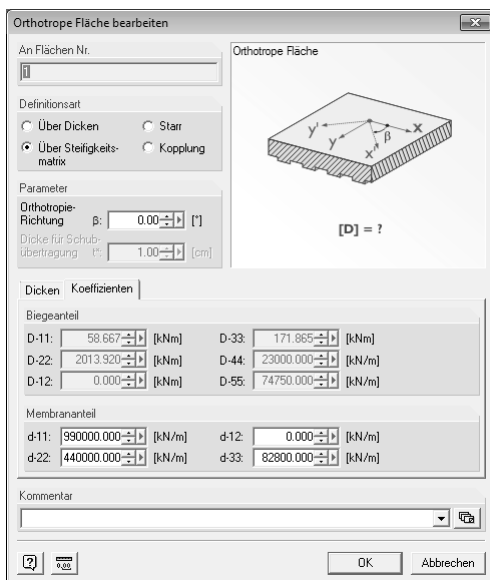 Orthotrope Fläche bearbeiten
An Flächen Nr.
1
Definitionsart
Über Dicken
Starr
Über Steifigkeits-
matrix
Kopplung
Parameter
Orthotropie-
Richtung β: 0.00 [°]
Dicke für Schub-
übertragung t*: 1.00 [cm]
Orthotrope Fläche
y' y x' β x
[D] = ?
Dicken Koeffizienten
Biegeanteil
D-11: 58.667 [kNm] D-33: 171.865 [kNm]
D-22: 2013.920 [kNm] D-44: 23000.000 [kN/m]
D-12: 0.000 [kNm] D-55: 74750.000 [kN/m]
Membrananteil
d-11: 990000.000 [kN/m] d-12: 0.000 [kN/m]
d-22: 440000.000 [kN/m] d-33: 82800.000 [kN/m]
Kommentar
0.00
OK
Abbrechen